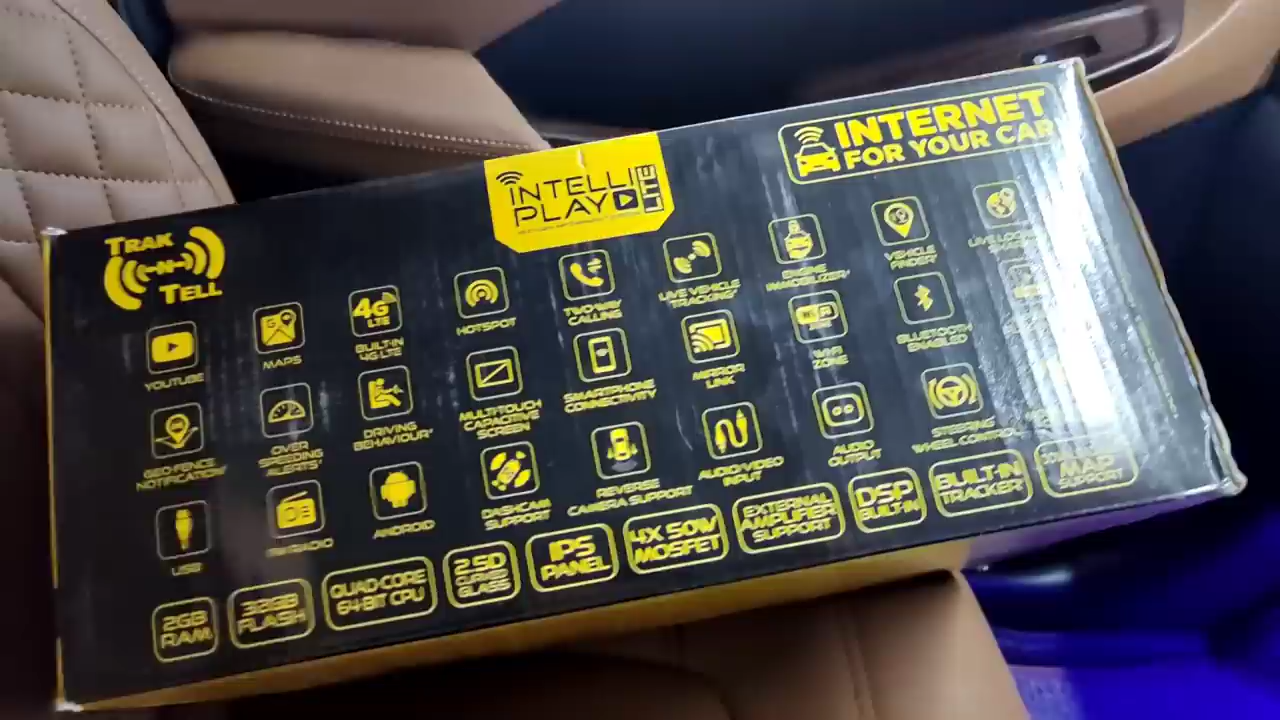 TRAK
-N-
TELL
INTELLI
PLAY
LITE
INTERNET
FOR YOUR CAR
YOUTUBE
MAPS
4G
LTE
BUILT-IN
4G LTE
HOTSPOT
TWO-WAY
CALLING
LIVE VEHICLE
TRACKING*
ENGINE
IMMOBILIZER*
VEHICLE
FINDER*
GEO-FENCE
NOTIFICATION*
OVER
SPEEDING
ALERTS*
DRIVING
BEHAVIOUR*
MULTI-TOUCH
CAPACITIVE
SCREEN
SMARTPHONE
CONNECTIVITY
MIRROR
LINK
WI-FI
ZONE
BLUETOOTH
ENABLED
USB
FM RADIO
ANDROID
DASHCAM
SUPPORT
REVERSE
CAMERA SUPPORT
AUDIO/VIDEO
INPUT
AUDIO
OUTPUT
STEERING
WHEEL CONTROL
2GB
RAM
32GB
FLASH
QUAD-CORE
64-BIT CPU
2.5D
CURVED
GLASS
IPS
PANEL
4X 50W
MOSFET
EXTERNAL
AMPLIFIER
SUPPORT
DSP
BUILT-IN
BUILT-IN
TRACKER*
MAP
SUPPORT